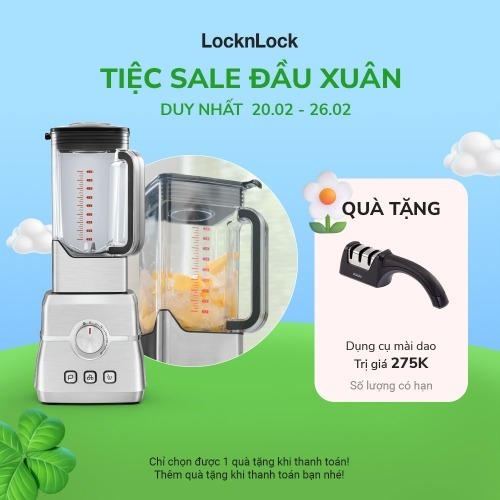 LocknLock
TIỆC SALE ĐẦU XUÂN
DUY NHẤT 20.02 - 26.02
QUÀ TẶNG
Dụng cụ mài dao
Trị giá 275K
Số lượng có hạn
Chỉ chọn được 1 quà tặng khi thanh toán!
Thêm quà tặng khi thanh toán bạn nhé!